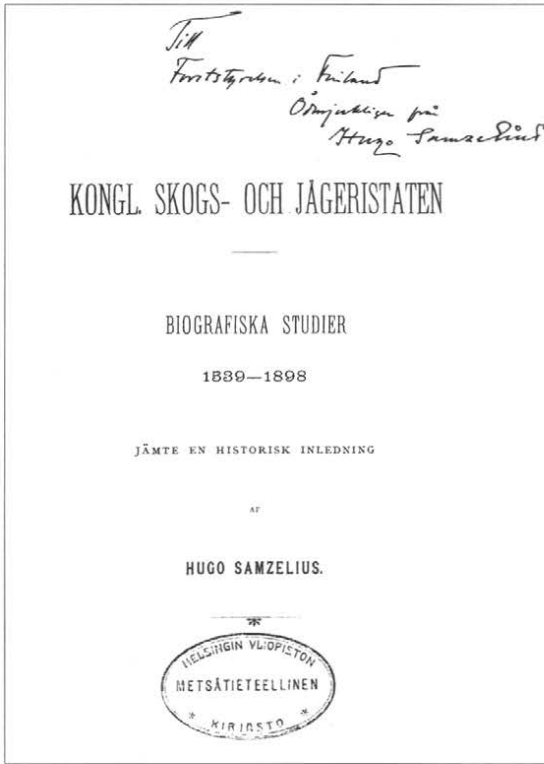 Till
Forststyrelsen i Finland
Ödmjukligen från
Hugo Samzelius
KONGL. SKOGS- OCH JÄGERISTATEN
BIOGRAFISKA STUDIER
1539—1898
JÄMTE EN HISTORISK INLEDNING
AF
HUGO SAMZELIUS.
HELSINGIN YLIOPISTON
METSÄTIETEELLINEN
* KIRJASTO *